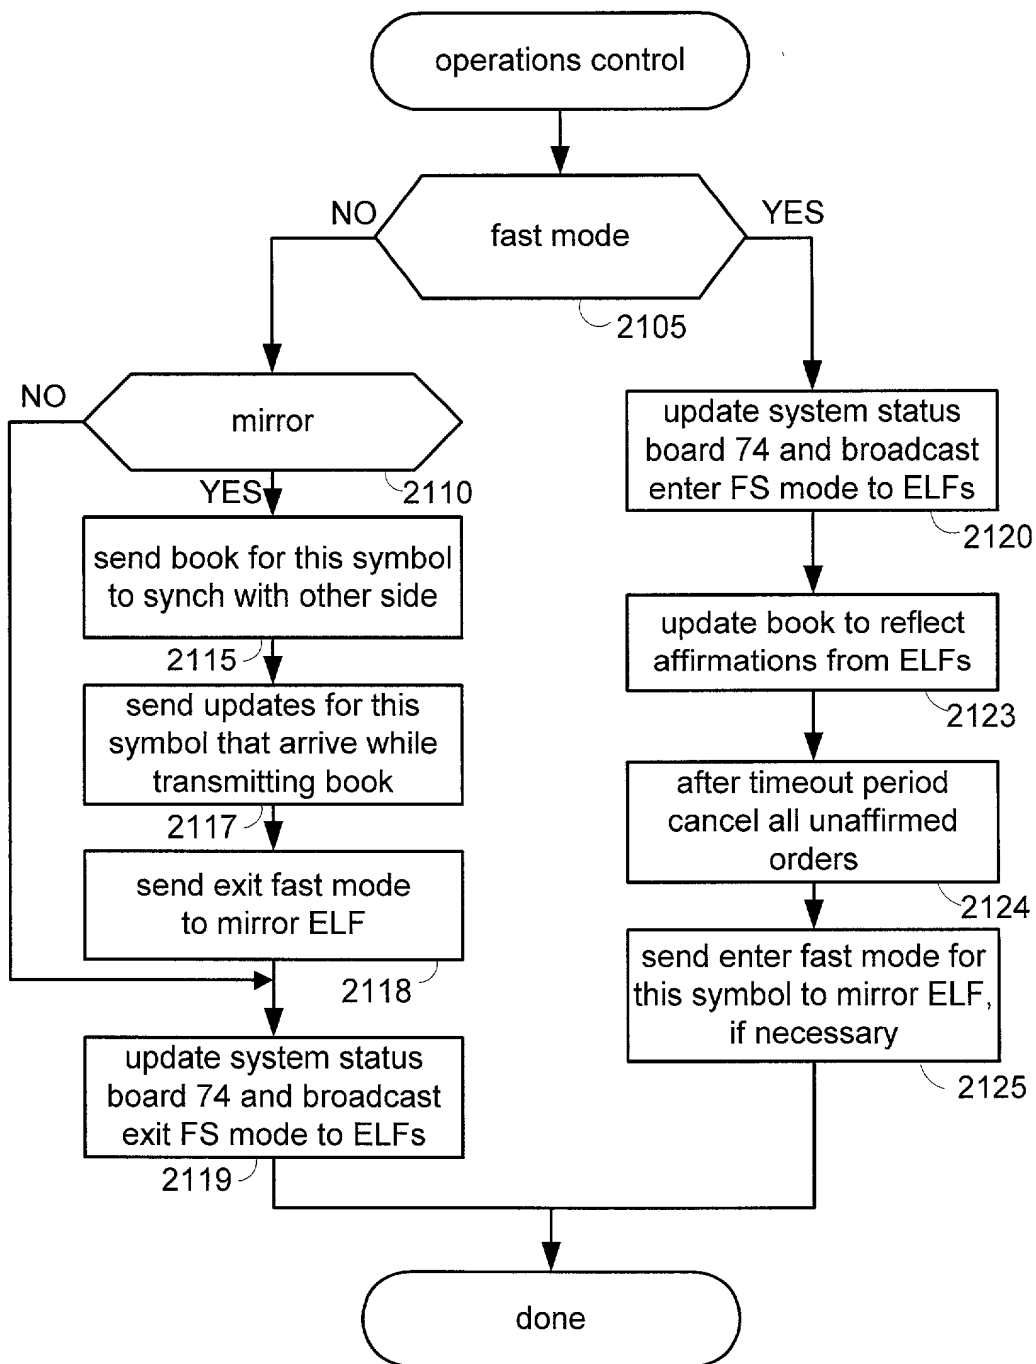 operations control
NO
YES
fast mode
2105
NO
mirror
2110
YES
update system status
board 74 and broadcast
enter FS mode to ELFs
2120
send book for this symbol
to synch with other side
2115
update book to reflect
affirmations from ELFs
2123
send updates for this
symbol that arrive while
transmitting book
2117
after timeout period
cancel all unaffirmed
orders
2124
send exit fast mode
to mirror ELF
2118
send enter fast mode for
this symbol to mirror ELF,
if necessary
2125
update system status
board 74 and broadcast
exit FS mode to ELFs
2119
done